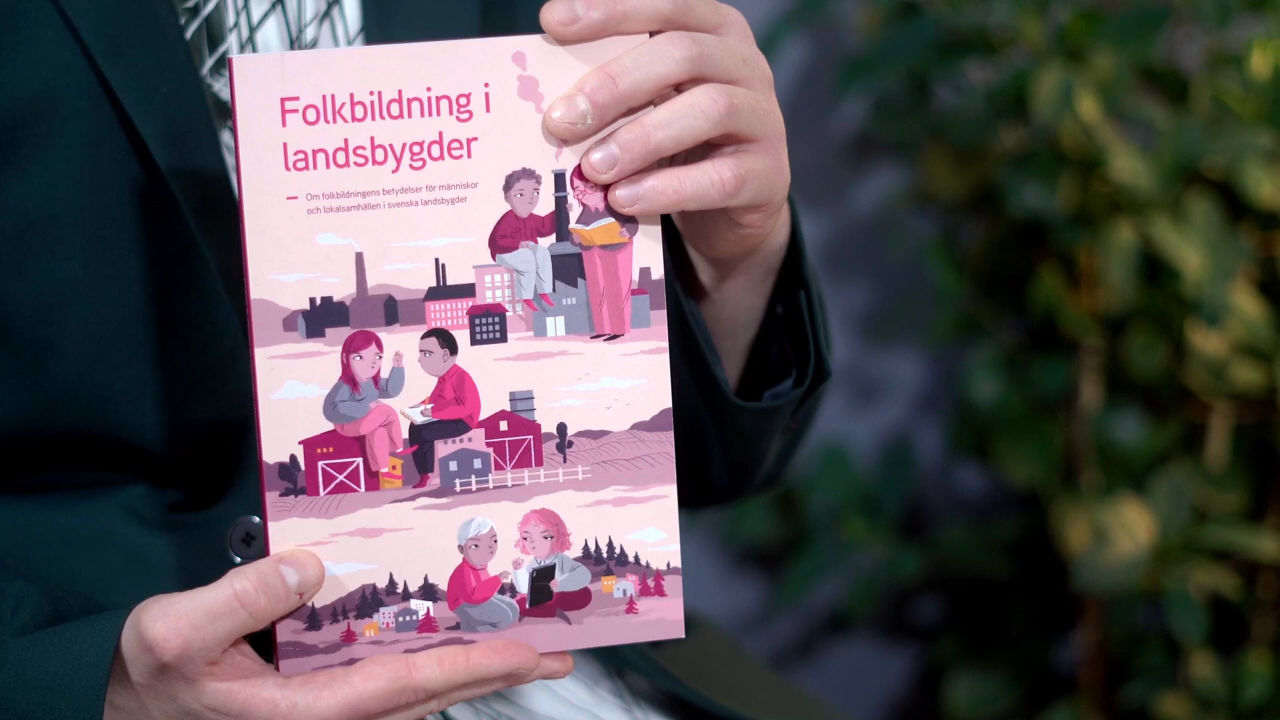 Folkbildning i
landsbygder
Om folkbildningens betydelser för människor
och lokalsamhällen i svenska landsbygder